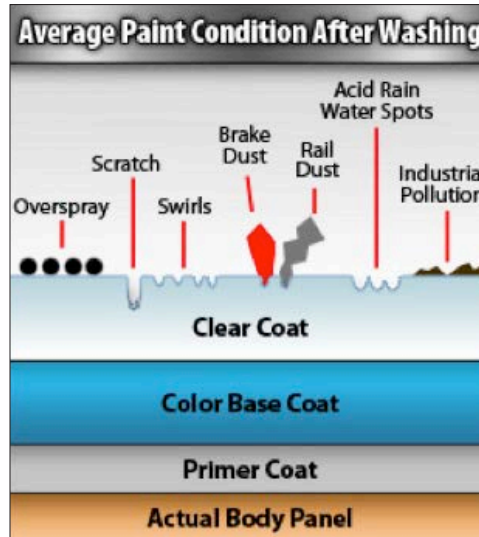 Average Paint Condition After Washing
Acid Rain
Water Spots
Brake
Dust
Rail
Dust
Scratch
Industrial
Pollution
Overspray
Swirls
Clear Coat
Color Base Coat
Primer Coat
Actual Body Panel